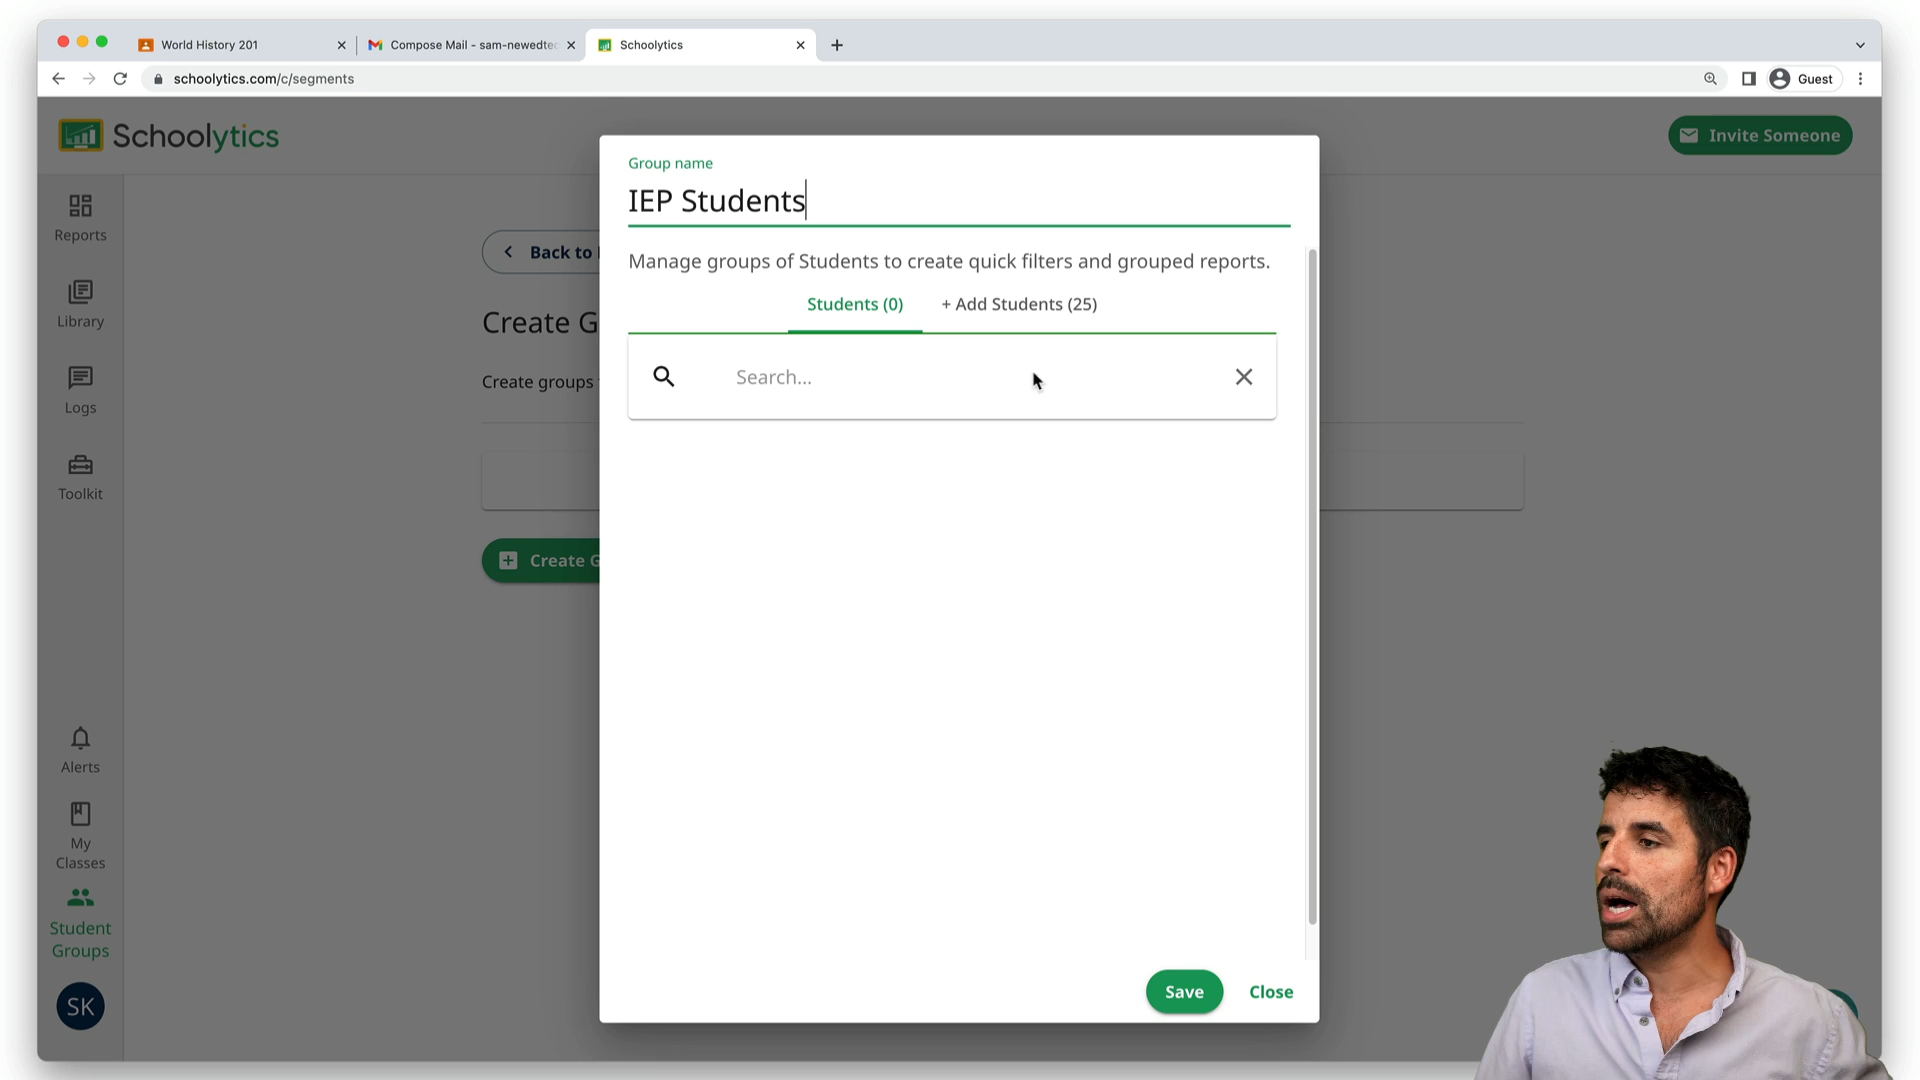 World History 201
Compose Mail - sam-newedtec
Schoolytics
schoolytics.com/c/segments
Guest
Schoolytics
Invite Someone
Reports
Library
Logs
Toolkit
Alerts
My
Classes
Student
Groups
SK
Back to
Create G
Create groups
Create G
Group name
IEP Students
Manage groups of Students to create quick filters and grouped reports.
Students (0)
+ Add Students (25)
Search...
Save
Close